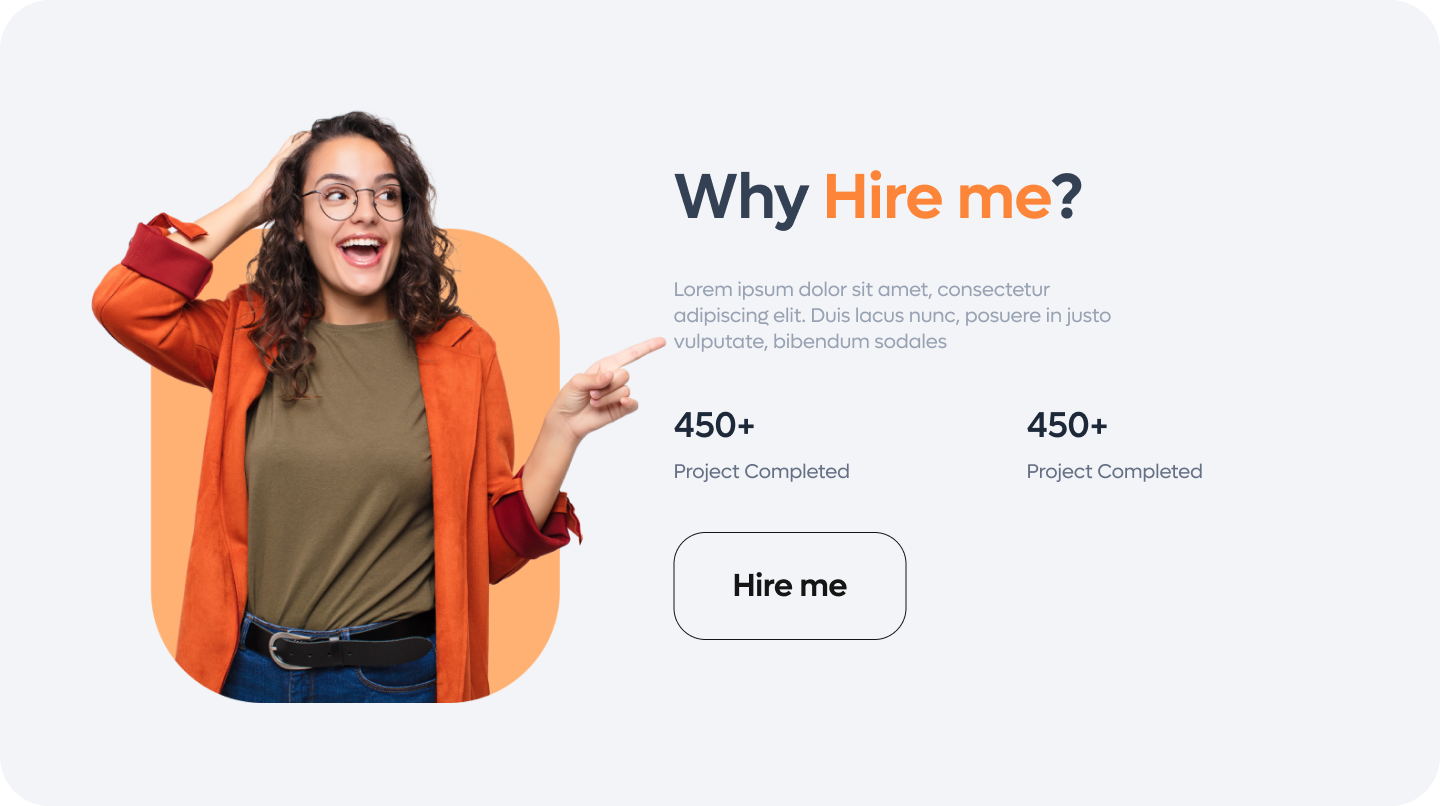 Why Hire me?
Lorem ipsum dolor sit amet, consectetur
adipiscing elit. Duis lacus nunc, posuere in justo
vulputate, bibendum sodales
450+
Project Completed
450+
Project Completed
Hire me